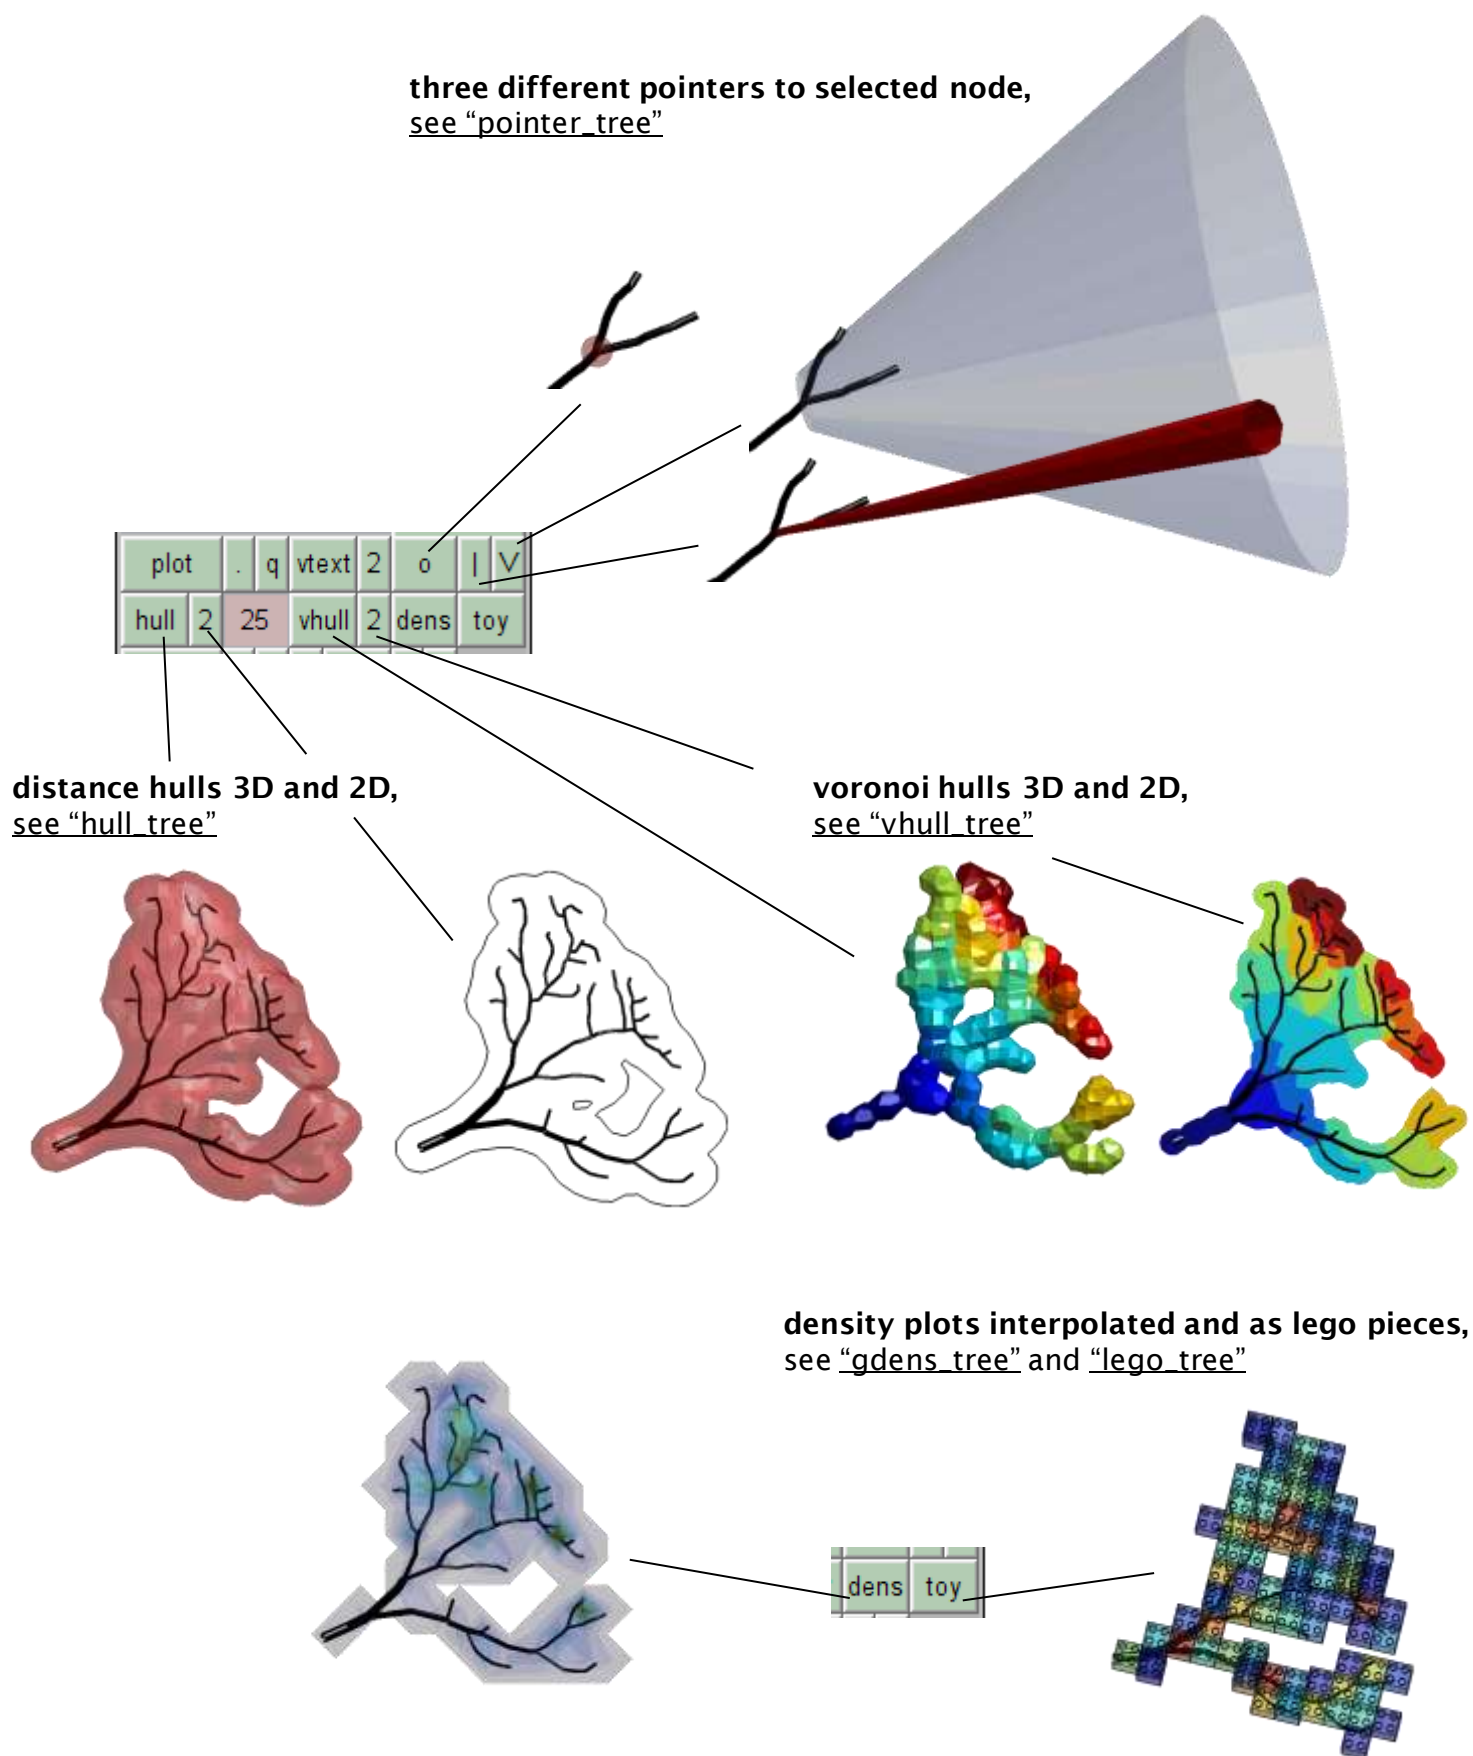 three different pointers to selected node,
see “pointer_tree”
plot . q vtext 2 o | V
hull 2 25 vhull 2 dens toy
distance hulls 3D and 2D,
see “hull_tree”
voronoi hulls 3D and 2D,
see “vhull_tree”
density plots interpolated and as lego pieces,
see “gdens_tree” and “lego_tree”
dens toy